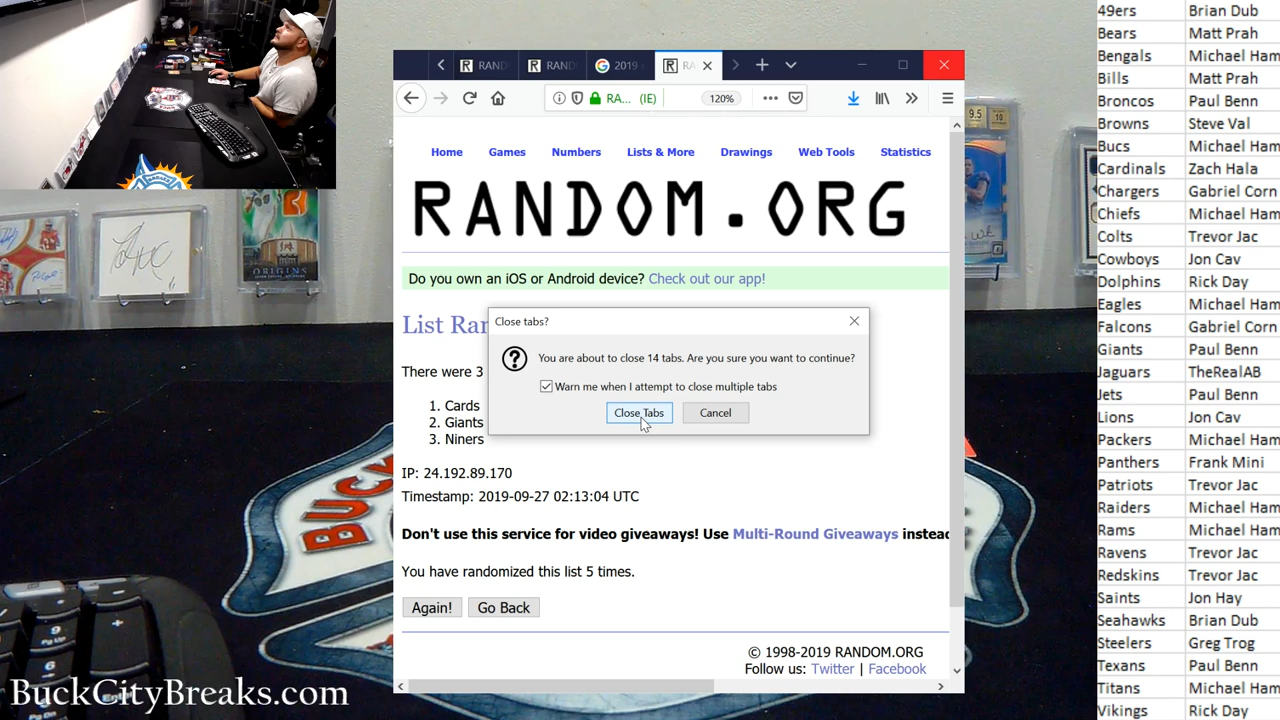 RAND
RAND
2019
RA
RA... (IE)
120%
Home Games Numbers Lists & More Drawings Web Tools Statistics
RANDOM.ORG
Do you own an iOS or Android device? Check out our app!
List Ran
There were 3
1. Cards
2. Giants
3. Niners
IP: 24.192.89.170
Timestamp: 2019-09-27 02:13:04 UTC
Don't use this service for video giveaways! Use Multi-Round Giveaways instead
You have randomized this list 5 times.
Again! Go Back
© 1998-2019 RANDOM.ORG
Follow us: Twitter | Facebook
Close tabs?
You are about to close 14 tabs. Are you sure you want to continue?
Warn me when I attempt to close multiple tabs
Close Tabs Cancel
49ers Brian Dub
Bears Matt Prah
Bengals Michael Ham
Bills Matt Prah
Broncos Paul Benn
Browns Steve Val
Bucs Michael Ham
Cardinals Zach Hala
Chargers Gabriel Corn
Chiefs Michael Ham
Colts Trevor Jac
Cowboys Jon Cav
Dolphins Rick Day
Eagles Michael Ham
Falcons Gabriel Corn
Giants Paul Benn
Jaguars TheRealAB
Jets Paul Benn
Lions Jon Cav
Packers Michael Ham
Panthers Frank Mini
Patriots Trevor Jac
Raiders Michael Ham
Rams Michael Ham
Ravens Trevor Jac
Redskins Trevor Jac
Saints Jon Hay
Seahawks Brian Dub
Steelers Greg Trog
Texans Paul Benn
Titans Michael Ham
Vikings Rick Day
ORIGINS
9.5
10
BUCK
9
PgUp
6
+
BuckCityBreaks.com